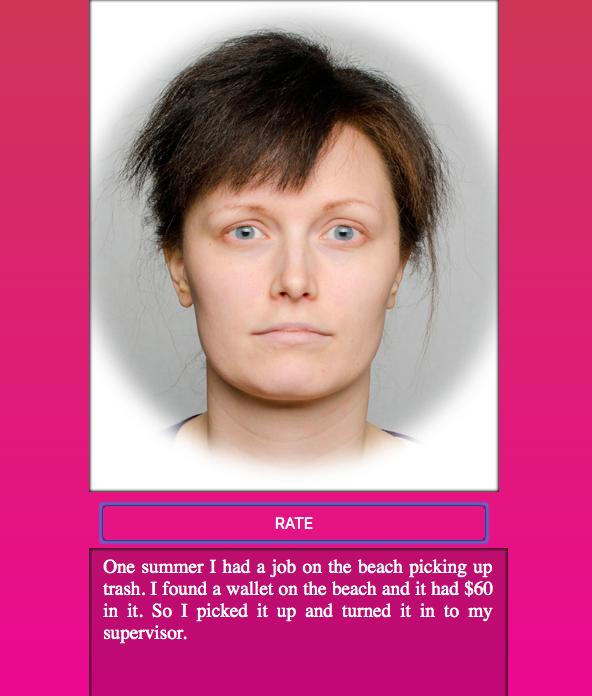 RATE
One summer I had a job on the beach picking up
trash. I found a wallet on the beach and it had $60
in it. So I picked it up and turned it in to my
supervisor.